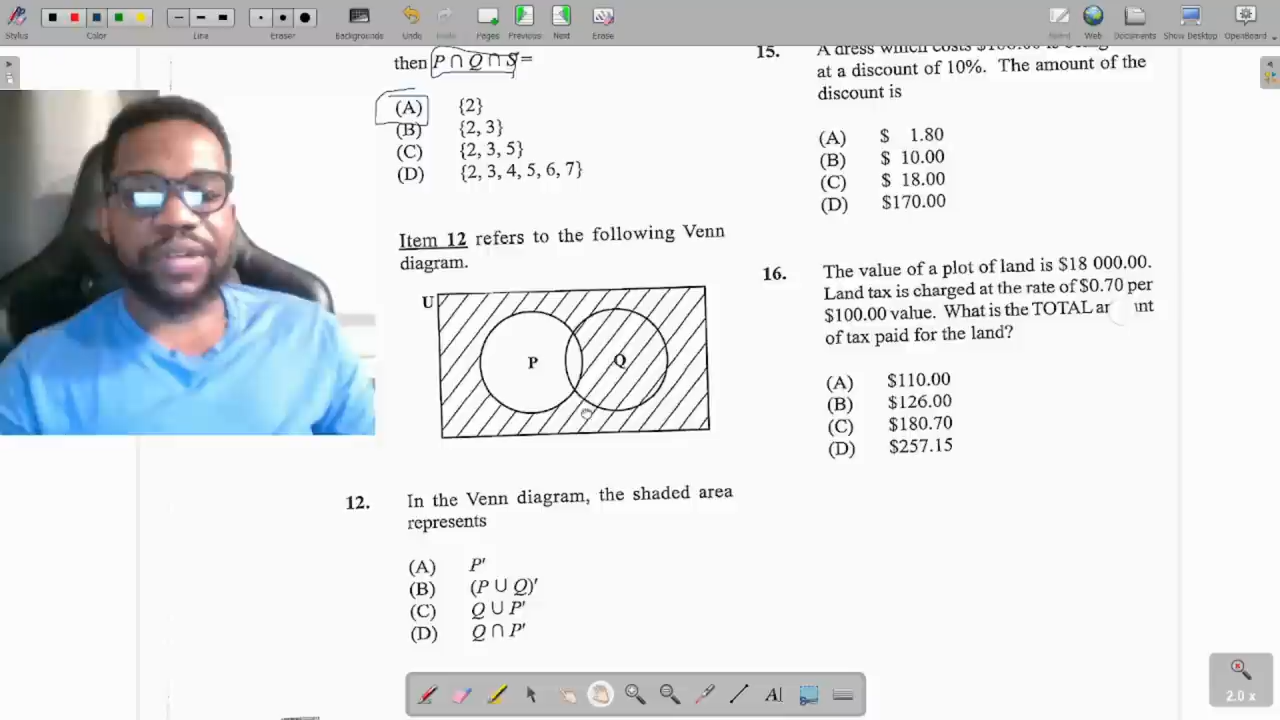 Stylus
Color
Line
Eraser
Backgrounds
Undo
Redo
Pages
Previous
Next
Erase
Board
Web
Documents
Show Desktop
OpenBoard
then P ∩ Q ∩ S =
(A) {2}
(B) {2, 3}
(C) {2, 3, 5}
(D) {2, 3, 4, 5, 6, 7}
Item 12 refers to the following Venn
diagram.
U
P
Q
12. In the Venn diagram, the shaded area
represents
(A) P'
(B) (P ∪ Q)'
(C) Q ∪ P'
(D) Q ∩ P'
15. A dress which costs
at a discount of 10%. The amount of the
discount is
(A) $ 1.80
(B) $ 10.00
(C) $ 18.00
(D) $170.00
16. The value of a plot of land is $18 000.00.
Land tax is charged at the rate of $0.70 per
$100.00 value. What is the TOTAL
of tax paid for the land?
(A) $110.00
(B) $126.00
(C) $180.70
(D) $257.15
2.0 x